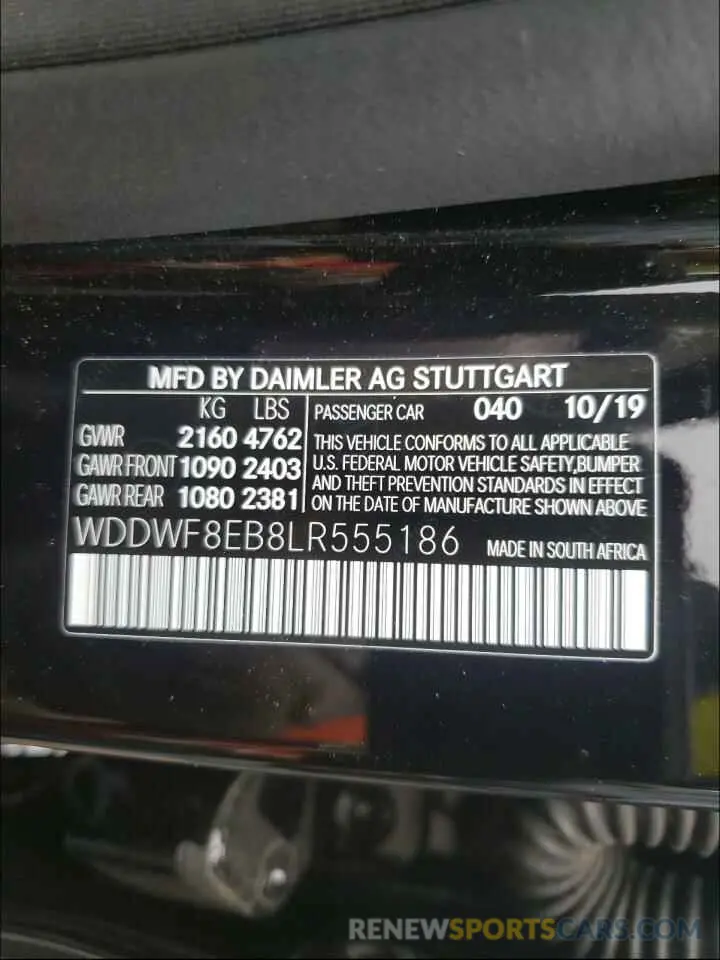 MFD BY DAIMLER AG STUTTGART
KG LBS
GVWR 2160 4762
GAWR FRONT 1090 2403
GAWR REAR 1080 2381
PASSENGER CAR 040 10/19
THIS VEHICLE CONFORMS TO ALL APPLICABLE
U.S. FEDERAL MOTOR VEHICLE SAFETY,BUMPER
AND THEFT PREVENTION STANDARDS IN EFFECT
ON THE DATE OF MANUFACTURE SHOWN ABOVE
WDDWF8EB8LR555186 MADE IN SOUTH AFRICA
RENEWSPORTSCARS.COM